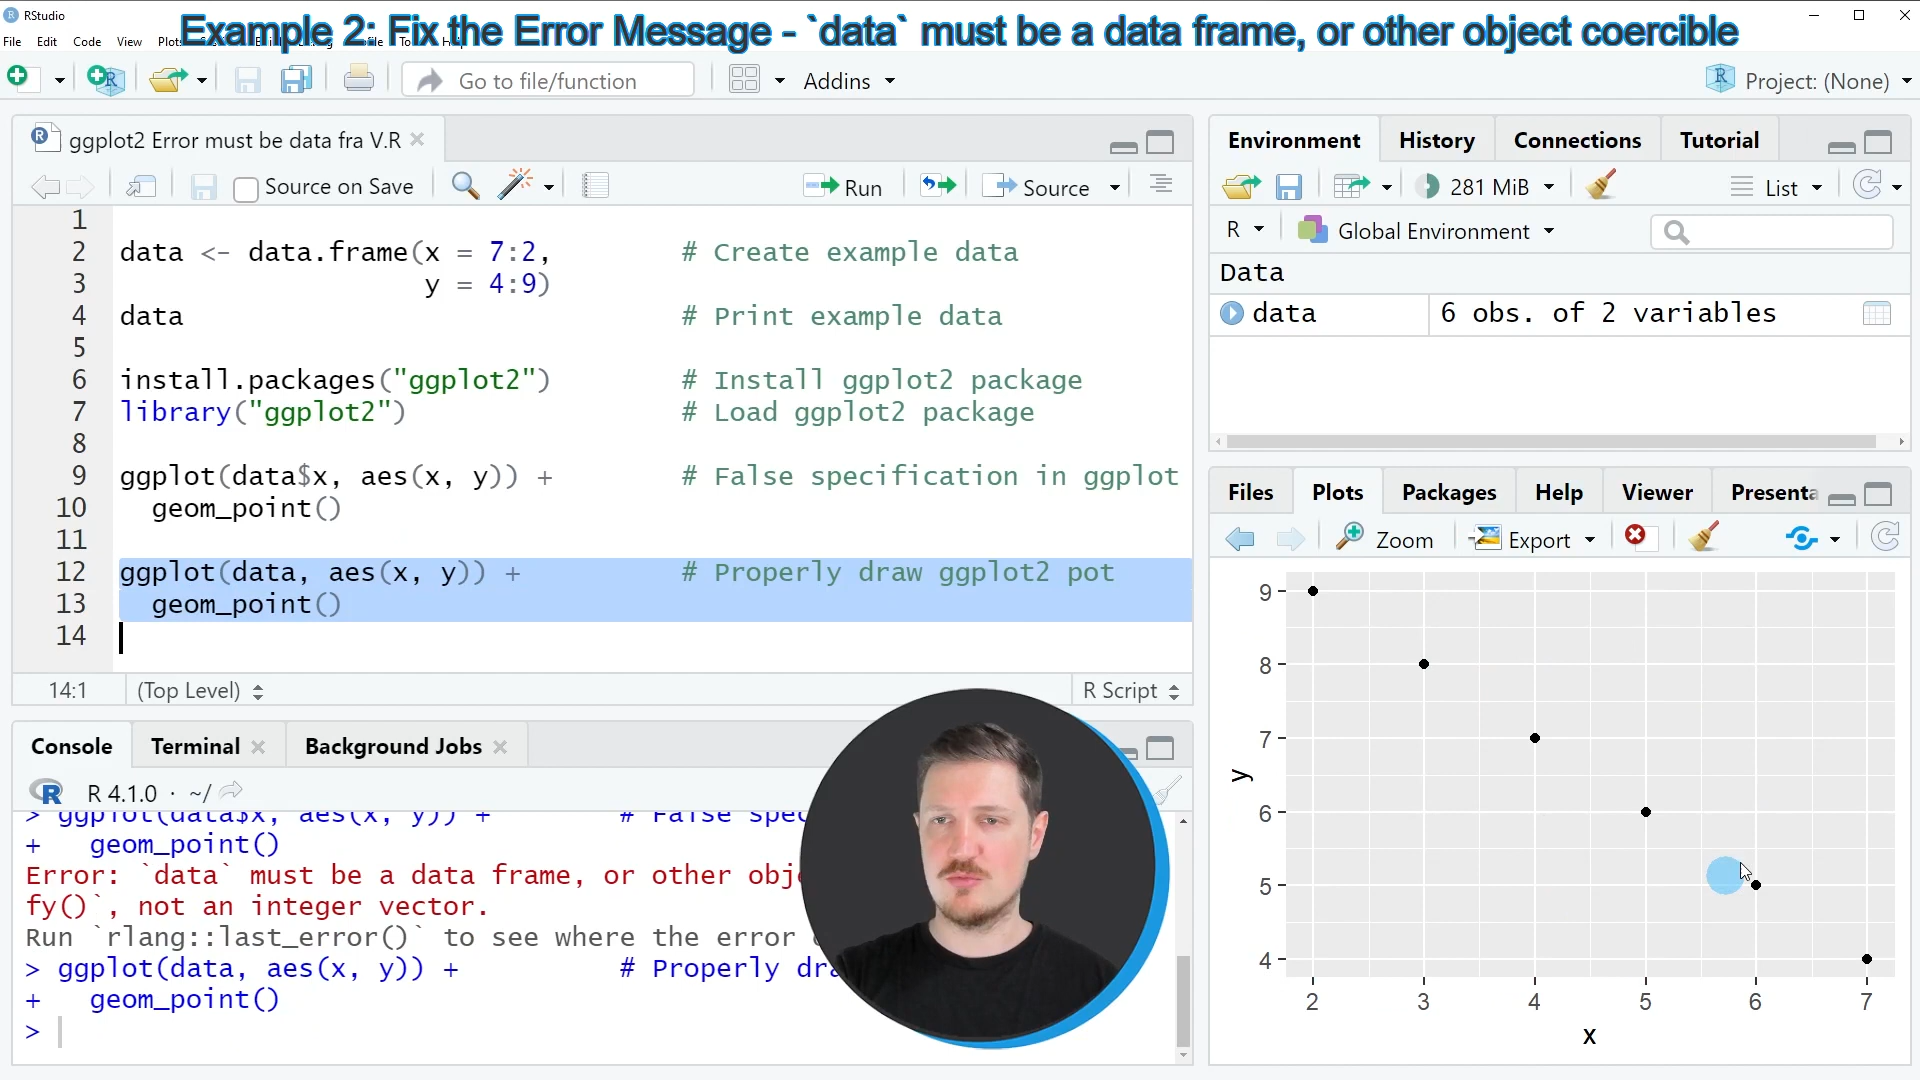 RStudio
Example 2: Fix the Error Message - `data` must be a data frame, or other object coercible
File Edit Code View Plots
Go to file/function Addins Project: (None)
ggplot2 Error must be data fra V.R
Source on Save Run Source
1
2 data <- data.frame(x = 7:2, # Create example data
3 y = 4:9)
4 data # Print example data
5
6 install.packages("ggplot2") # Install ggplot2 package
7 library("ggplot2") # Load ggplot2 package
8
9 ggplot(data$x, aes(x, y)) + # False specification in ggplot
10 geom_point()
11
12 ggplot(data, aes(x, y)) + # Properly draw ggplot2 pot
13 geom_point()
14
14:1 (Top Level) R Script
Console Terminal Background Jobs
R 4.1.0 · ~/
> ggplot(data$x, aes(x, y)) + # False spec
+ geom_point()
Error: `data` must be a data frame, or other obj
fy()`, not an integer vector.
Run `rlang::last_error()` to see where the error
> ggplot(data, aes(x, y)) + # Properly dra
+ geom_point()
>
Environment History Connections Tutorial
281 MiB List
R Global Environment
Data
data 6 obs. of 2 variables
Files Plots Packages Help Viewer Presenta
Zoom Export
9
8
7
6
5
4
y
2 3 4 5 6 7
x